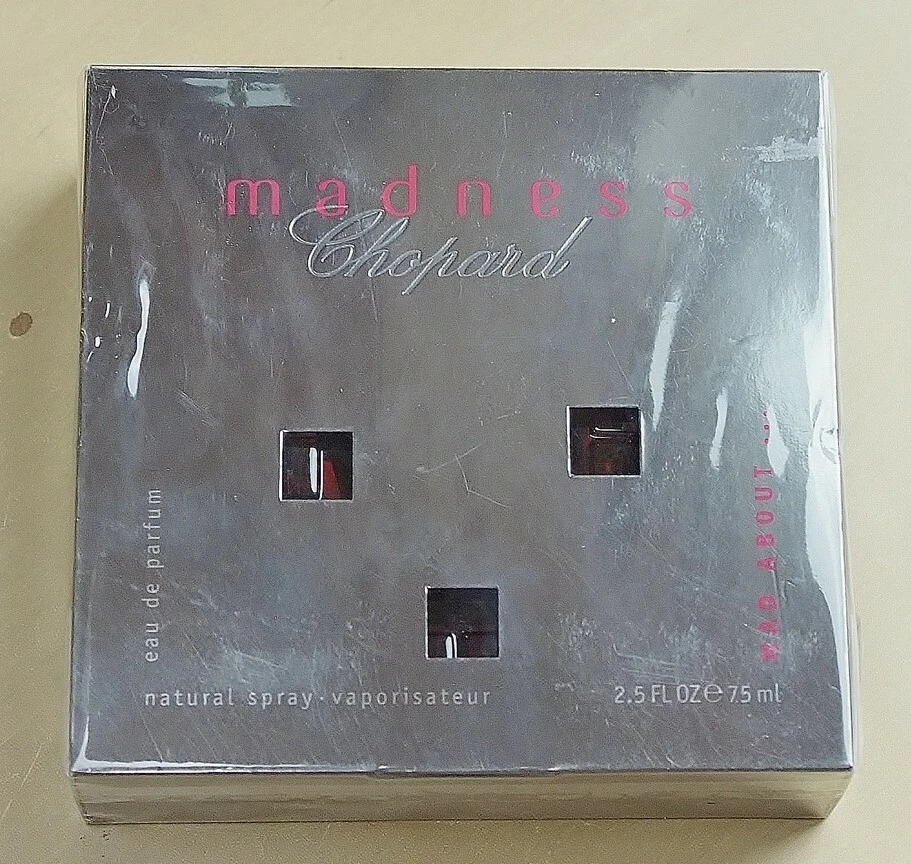 madness
Chopard
MAD ABOUT ...
eau de parfum
natural spray·vaporisateur
2.5 FL OZ℮75 ml